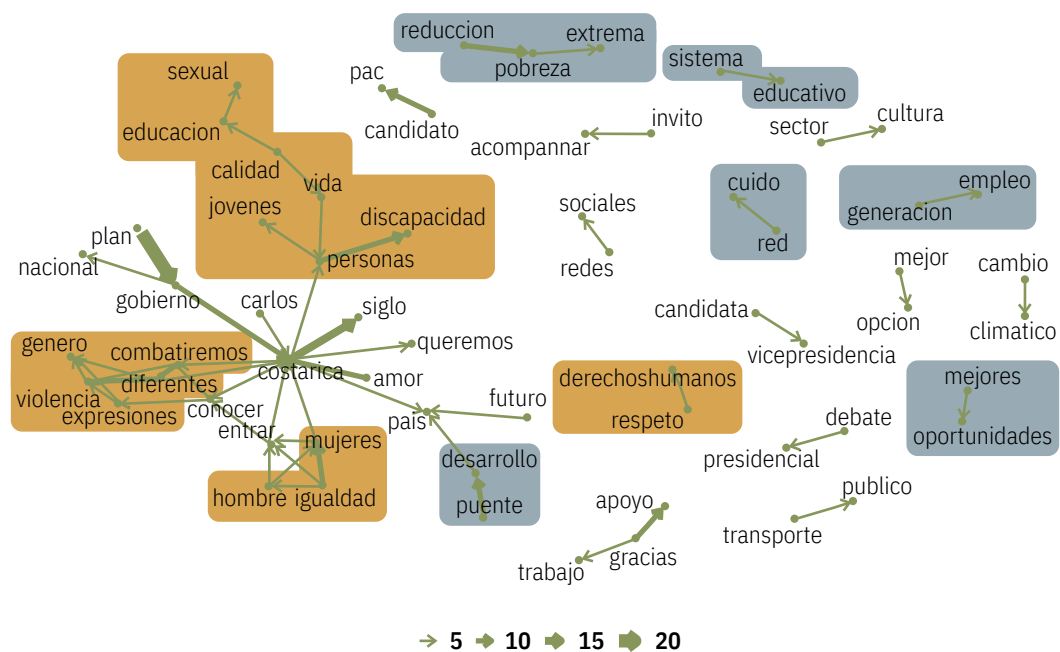 reduccion
extrema
pobreza
sistema
educativo
sexual
pac
educacion
candidato
invito
acompannar
sector
cultura
calidad
vida
jovenes
discapacidad
personas
sociales
redes
cuido
red
empleo
generacion
plan
nacional
gobierno
carlos
siglo
mejor
opcion
cambio
climatico
candidata
vicepresidencia
genero
combatiremos
costarica
queremos
violencia
diferentes
expresiones
conocer
amor
entrar
pais
futuro
derechoshumanos
respeto
mejores
oportunidades
mujeres
hombre igualdad
desarrollo
puente
debate
presidencial
publico
transporte
apoyo
gracias
trabajo
5 10 15 20